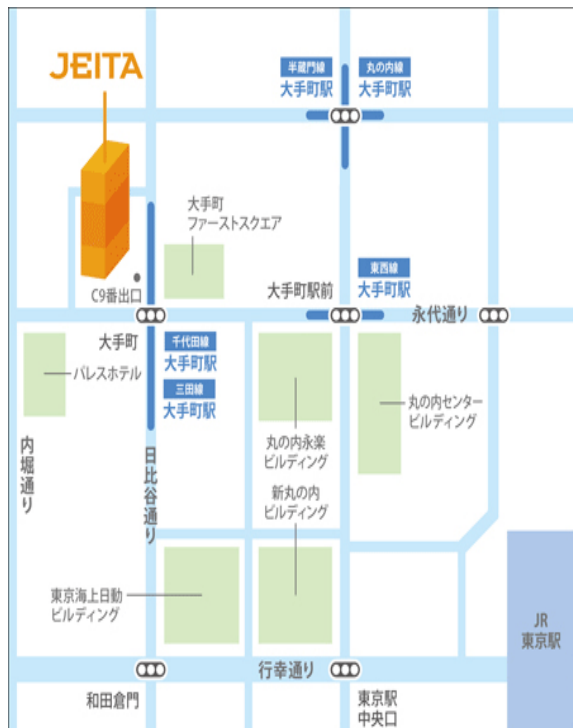 JEITA
半蔵門線
大手町駅
丸の内線
大手町駅
大手町
ファーストスクエア
C9番出口
大手町駅前
東西線
大手町駅
永代通り
大手町
千代田線
大手町駅
三田線
大手町駅
パレスホテル
丸の内永楽
ビルディング
丸の内センター
ビルディング
内堀通り
日比谷通り
新丸の内
ビルディング
東京海上日動
ビルディング
JR
東京駅
行幸通り
和田倉門
東京駅
中央口